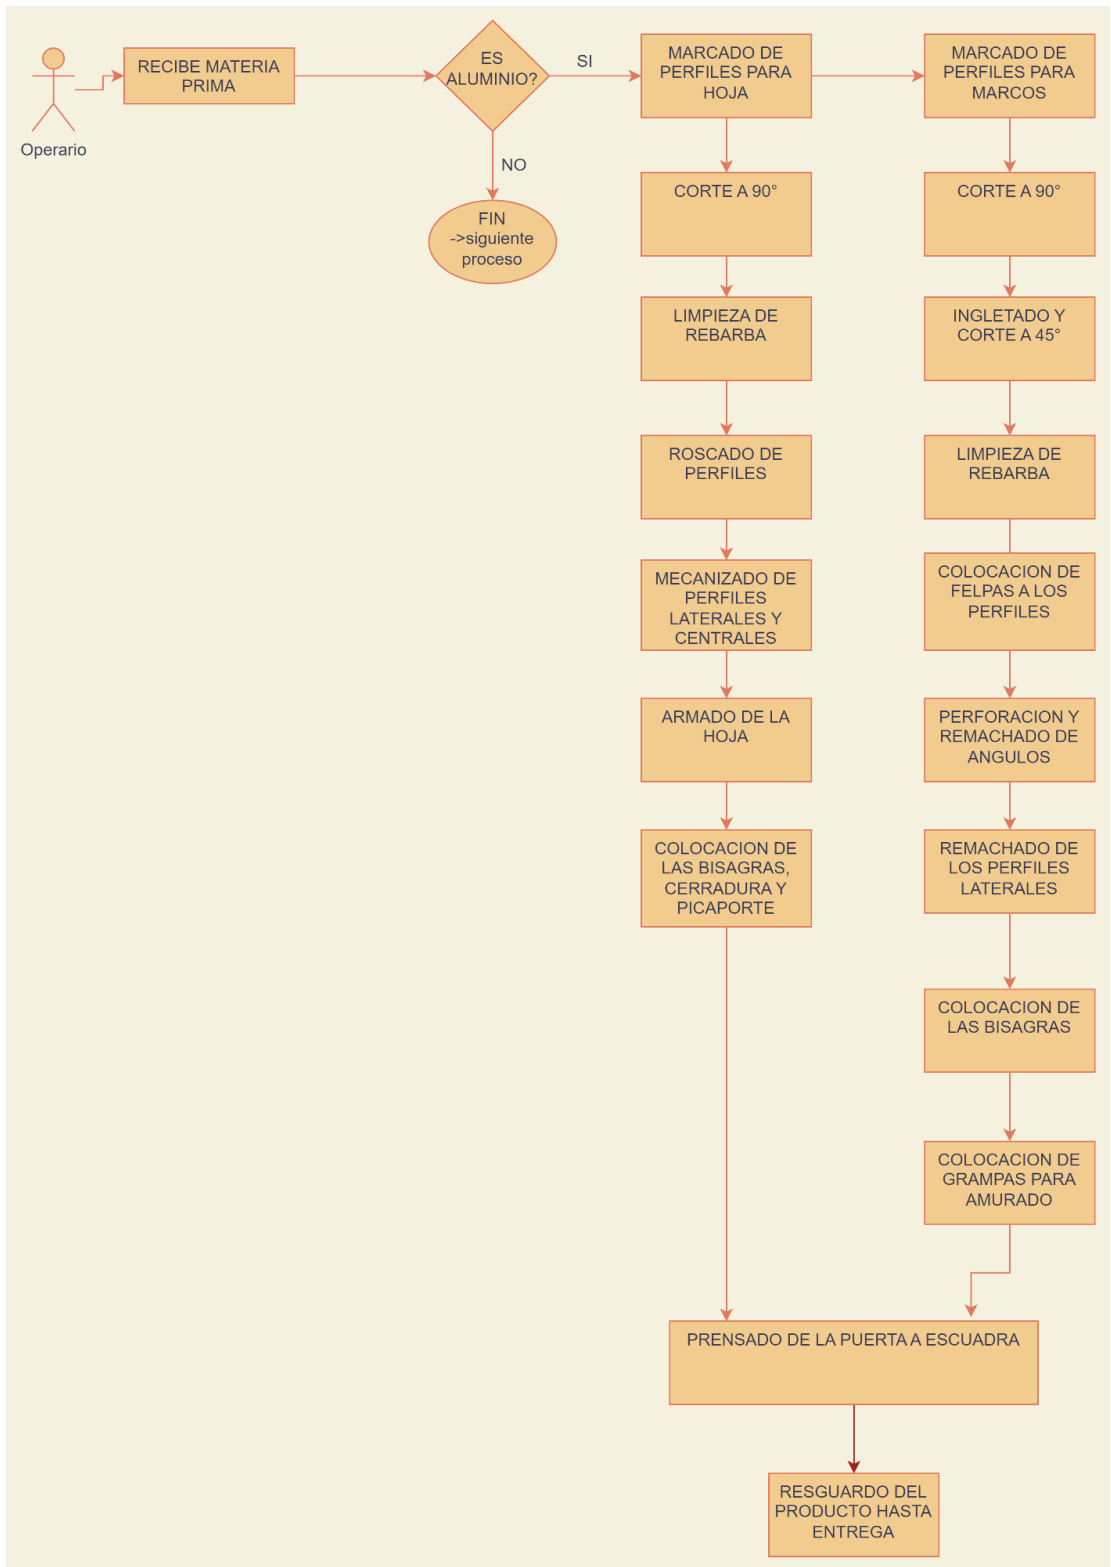 Operario
RECIBE MATERIA
PRIMA
ES
ALUMINIO?
SI
NO
FIN
->siguiente
proceso
MARCADO DE
PERFILES PARA
HOJA
CORTE A 90°
LIMPIEZA DE
REBARBA
ROSCADO DE
PERFILES
MECANIZADO DE
PERFILES
LATERALES Y
CENTRALES
ARMADO DE LA
HOJA
COLOCACION DE
LAS BISAGRAS,
CERRADURA Y
PICAPORTE
MARCADO DE
PERFILES PARA
MARCOS
CORTE A 90°
INGLETADO Y
CORTE A 45°
LIMPIEZA DE
REBARBA
COLOCACION DE
FELPAS A LOS
PERFILES
PERFORACION Y
REMACHADO DE
ANGULOS
REMACHADO DE
LOS PERFILES
LATERALES
COLOCACION DE
LAS BISAGRAS
COLOCACION DE
GRAMPAS PARA
AMURADO
PRENSADO DE LA PUERTA A ESCUADRA
RESGUARDO DEL
PRODUCTO HASTA
ENTREGA